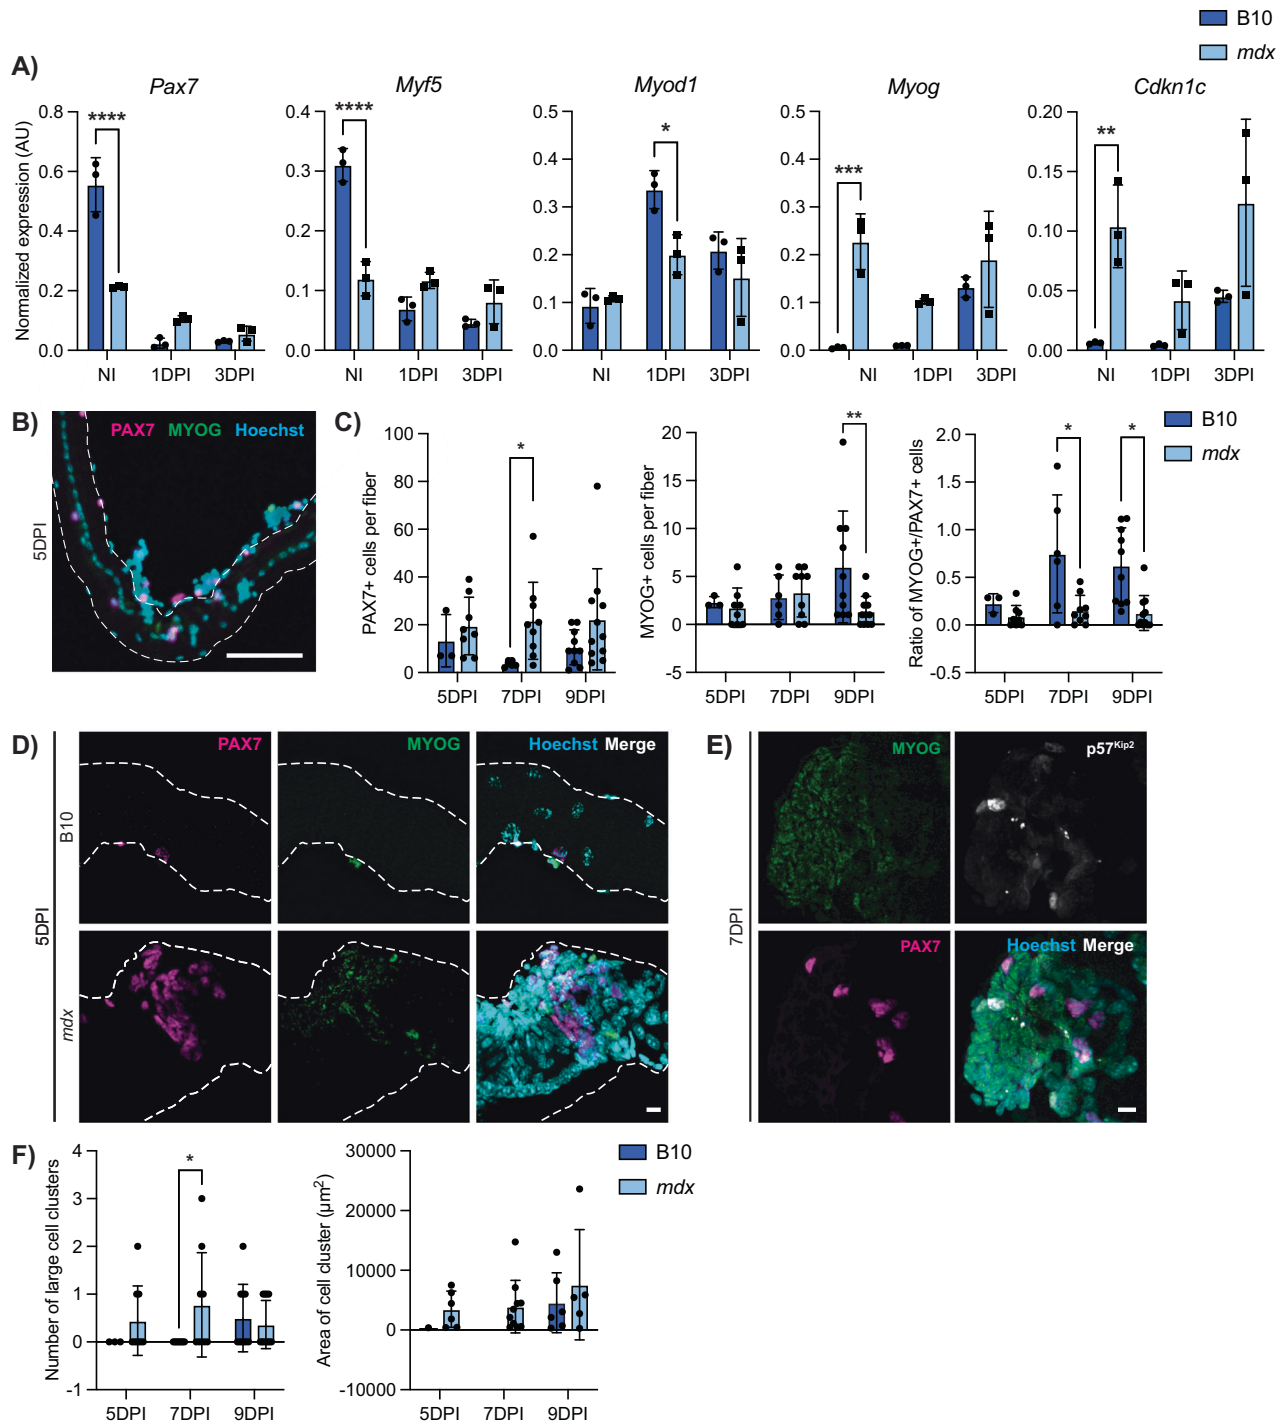 B10
mdx
A)
Pax7
Myf5
Myod1
Myog
Cdkn1c
Normalized expression (AU)
0.8
0.6
0.4
0.2
0.0
****
NI
1DPI
3DPI
0.4
0.3
0.2
0.1
0.0
****
NI
1DPI
3DPI
0.5
0.4
0.3
0.2
0.1
0.0
*
NI
1DPI
3DPI
0.5
0.4
0.3
0.2
0.1
0.0
***
NI
1DPI
3DPI
0.20
0.15
0.10
0.05
0.00
**
NI
1DPI
3DPI
B)
PAX7 MYOG Hoechst
5DPI
C)
PAX7+ cells per fiber
100
80
60
40
20
0
*
5DPI
7DPI
9DPI
MYOG+ cells per fiber
20
15
10
5
0
-5
**
5DPI
7DPI
9DPI
Ratio of MYOG+/PAX7+ cells
2.0
1.5
1.0
0.5
0.0
-0.5
*
*
5DPI
7DPI
9DPI
B10
mdx
D)
PAX7
MYOG
Hoechst Merge
B10
5DPI
mdx
E)
MYOG
p57Kip2
7DPI
PAX7
Hoechst Merge
F)
Number of large cell clusters
4
3
2
1
0
-1
*
5DPI
7DPI
9DPI
Area of cell cluster (µm²)
30000
20000
10000
0
-10000
5DPI
7DPI
9DPI
B10
mdx